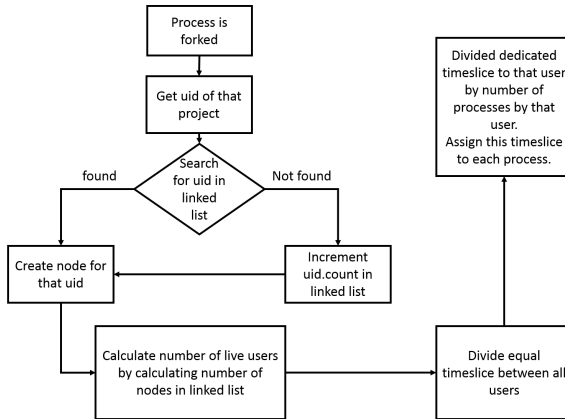 Process is
forked
Get uid of that
project
Search
for uid in
linked
list
found
Not found
Create node for
that uid
Increment
uid.count in
linked list
Calculate number of live users
by calculating number of
nodes in linked list
Divide equal
timeslice between all
users
Divided dedicated
timeslice to that user
by number of
processes by that
user.
Assign this timeslice
to each process.